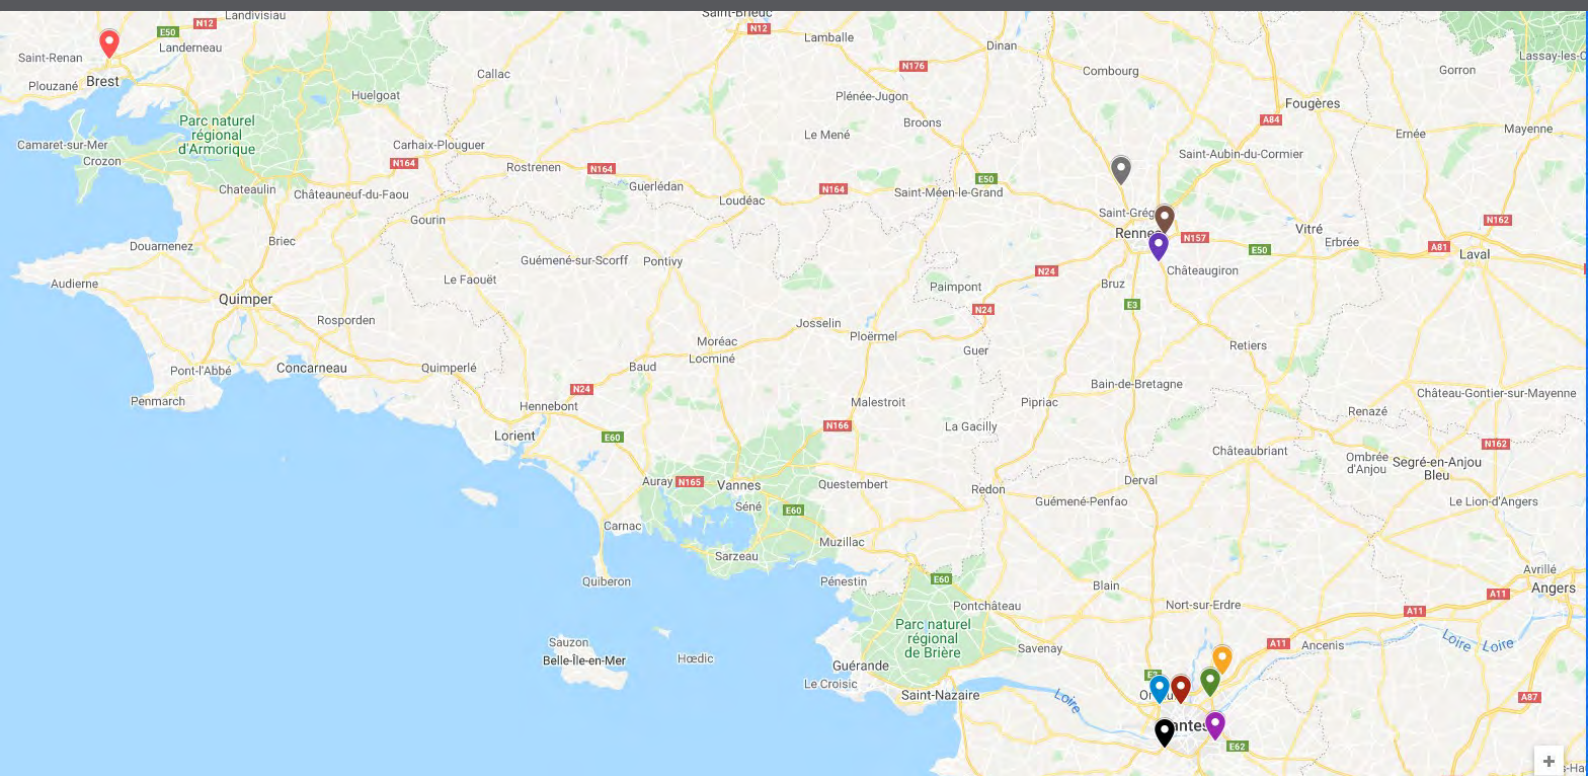 Landivisiau
Saint-Brieuc
N12
E50
N12
Lamballe
Landerneau
Dinan
Saint-Renan
Lassay-les-C
N176
Combourg
Gorron
Callac
Brest
Plouzané
Huelgoat
Plénée-Jugon
Fougères
Parc naturel
régional
d'Armorique
Broons
A84
Mayenne
Le Mené
Ernée
Camaret-sur-Mer
Carhaix-Plouguer
Saint-Aubin-du-Cormier
Crozon
N164
Rostrenen
N164
E50
Guerlédan
N164
Saint-Méen-le-Grand
Chateaulin
Châteauneuf-du-Faou
Loudéac
Saint-Grég
Gourin
N162
Vitré
Rennes
N157
Briec
Erbrée
Douarnenez
A81
E50
Laval
Guémené-sur-Scorff
Pontivy
N24
Châteaugiron
Le Faouët
Audierne
Paimpont
Bruz
Quimper
E3
N24
Rosporden
Josselin
Ploërmel
Moréac
Retiers
Guer
Locminé
Baud
Pont-l'Abbé
Concarneau
Quimperlé
Bain-de-Bretagne
N24
Château-Gontier-sur-Mayenne
Penmarch
Hennebont
Malestroit
Pipriac
Renazé
N166
La Gacilly
Lorient
E60
N162
Châteaubriant
Ombrée
d'Anjou
Segré-en-Anjou
Bleu
Auray
N165
Vannes
Questembert
Derval
Redon
Guémené-Penfao
Le Lion-d'Angers
Séné
E60
Carnac
Muzillac
Sarzeau
Avrillé
Quiberon
Pénestin
E60
Blain
Angers
A11
Pontchâteau
Nort-sur-Erdre
A11
Parc naturel
régional
de Brière
Loire
Loire
Sauzon
A11
Ancenis
Savenay
Belle-Île-en-Mer
Hœdic
Guérande
Le Croisic
Saint-Nazaire
Loire
Or
A87
antes
E62
+